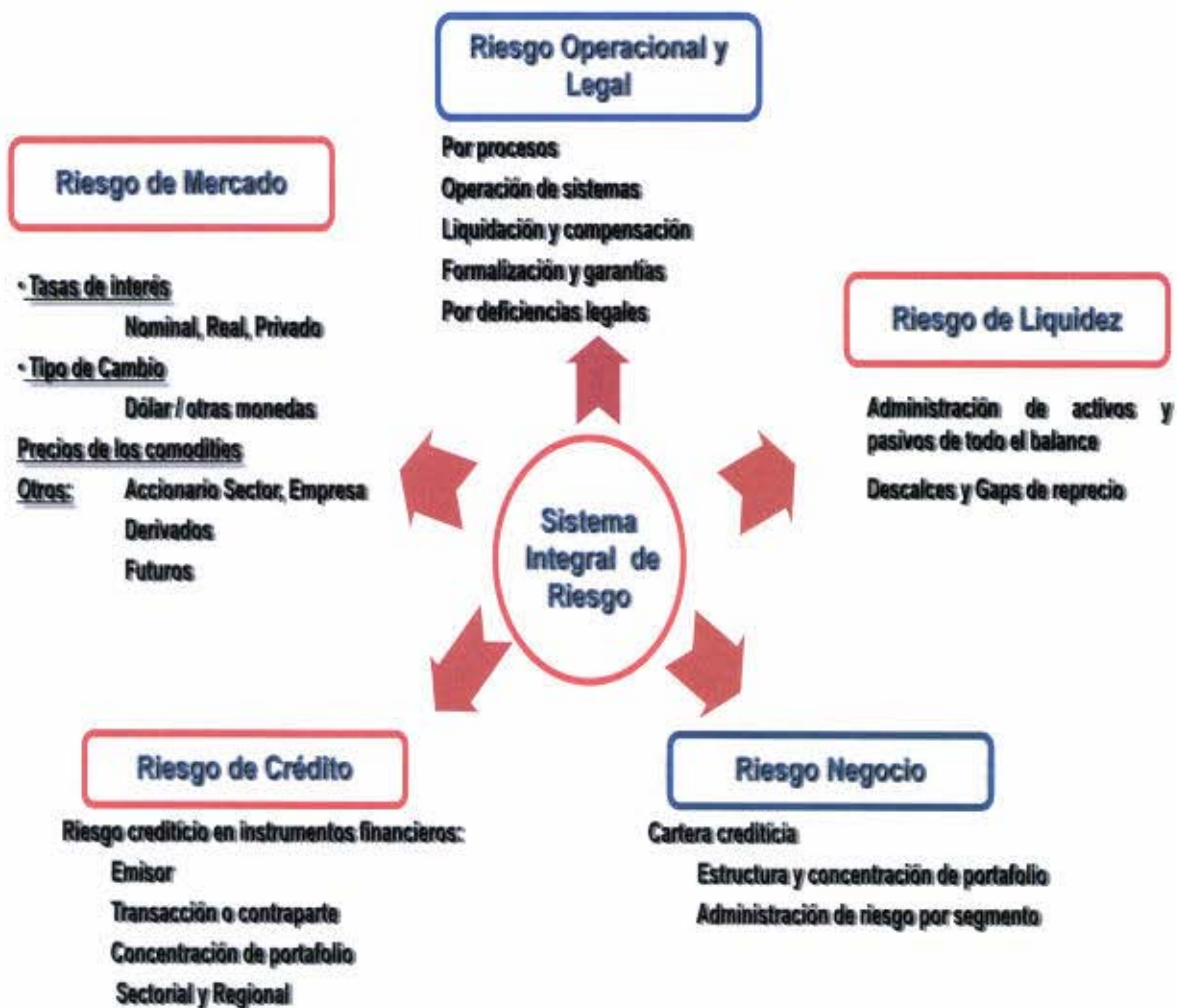 Riesgo Operacional y
Legal
Por procesos
Operación de sistemas
Liquidación y compensación
Formalización y garantías
Por deficiencias legales
Riesgo de Mercado
· Tasas de interés
Nominal, Real, Privado
· Tipo de Cambio
Dólar / otras monedas
Precios de los comodities
Otros: Accionario Sector, Empresa
Derivados
Futuros
Riesgo de Liquidez
Administración de activos y
pasivos de todo el balance
Descalces y Gaps de reprecio
Sistema
Integral de
Riesgo
Riesgo de Crédito
Riesgo crediticio en instrumentos financieros:
Emisor
Transacción o contraparte
Concentración de portafolio
Sectorial y Regional
Riesgo Negocio
Cartera crediticia
Estructura y concentración de portafolio
Administración de riesgo por segmento